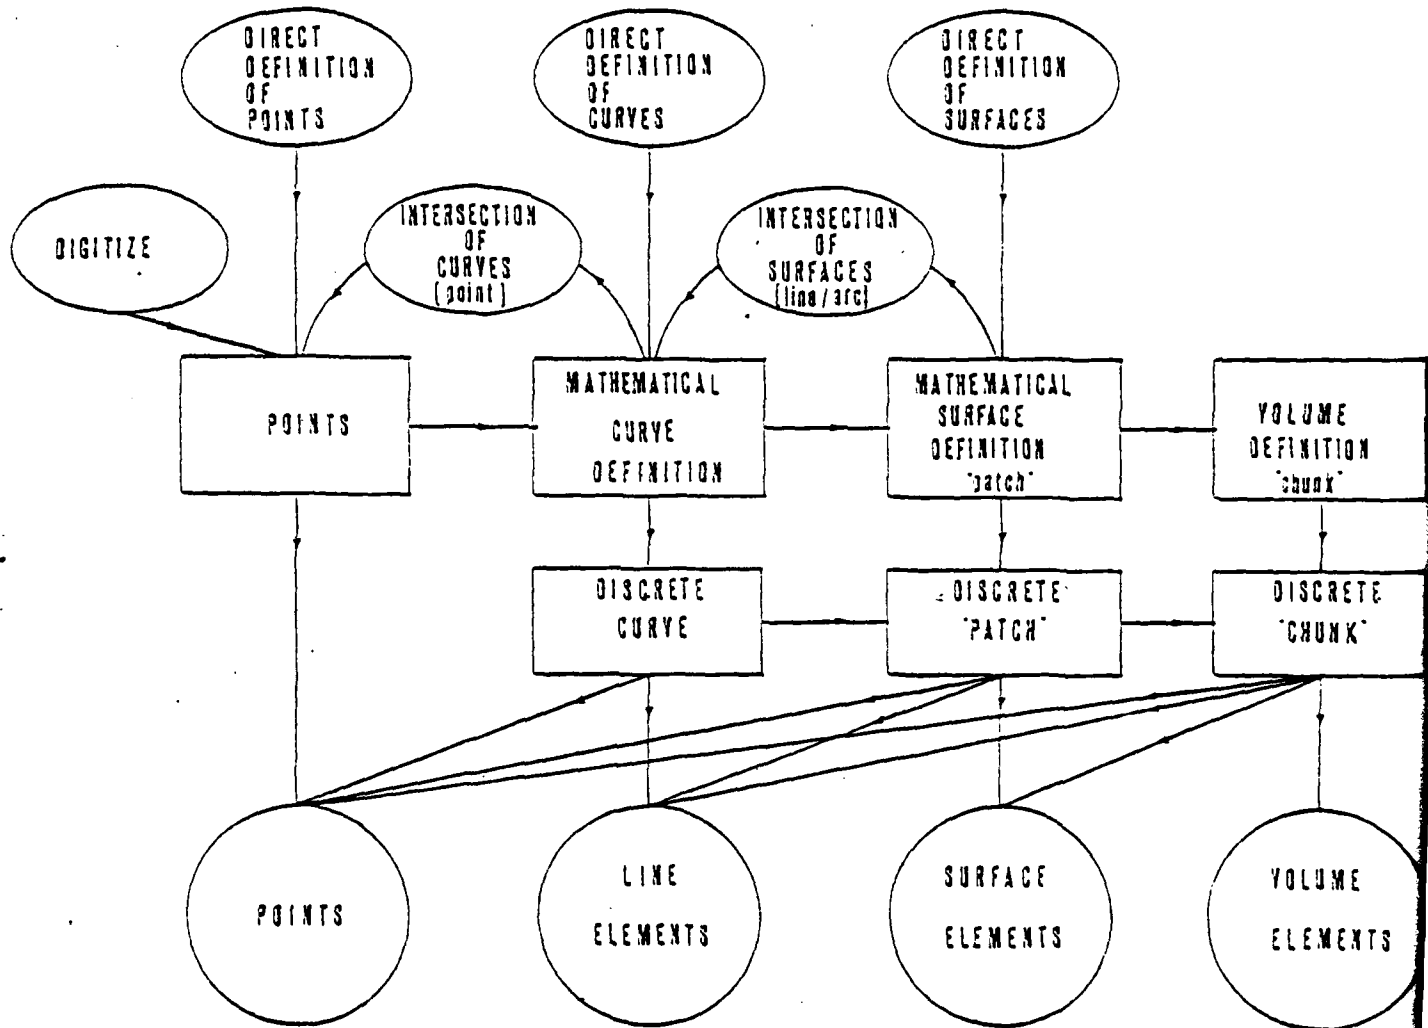 DIRECT
DEFINITION
OF
POINTS
DIRECT
DEFINITION
OF
CURVES
DIRECT
DEFINITION
OF
SURFACES
DIGITIZE
INTERSECTION
OF
CURVES
(point)
INTERSECTION
OF
SURFACES
(line/arc)
POINTS
MATHEMATICAL
CURVE
DEFINITION
MATHEMATICAL
SURFACE
DEFINITION
"patch"
VOLUME
DEFINITION
"chunk"
DISCRETE
CURVE
DISCRETE
"PATCH"
DISCRETE
"CHUNK"
POINTS
LINE
ELEMENTS
SURFACE
ELEMENTS
VOLUME
ELEMENTS